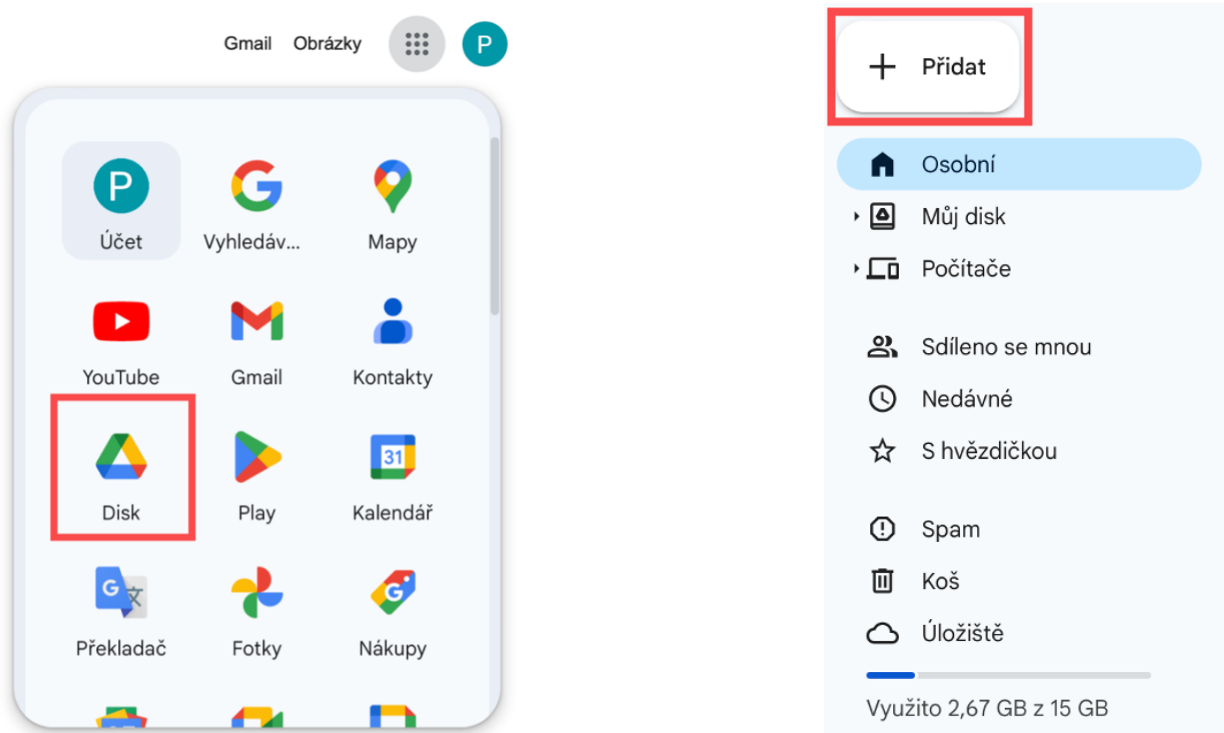 Gmail Obrázky P
P
Účet Vyhledáv... Mapy
YouTube Gmail Kontakty
31
Disk Play Kalendář
G 文 G
Překladač Fotky Nákupy
Přidat
Osobní
Můj disk
Počítače
Sdíleno se mnou
Nedávné
S hvězdičkou
Spam
Koš
Úložiště
Využito 2,67 GB z 15 GB